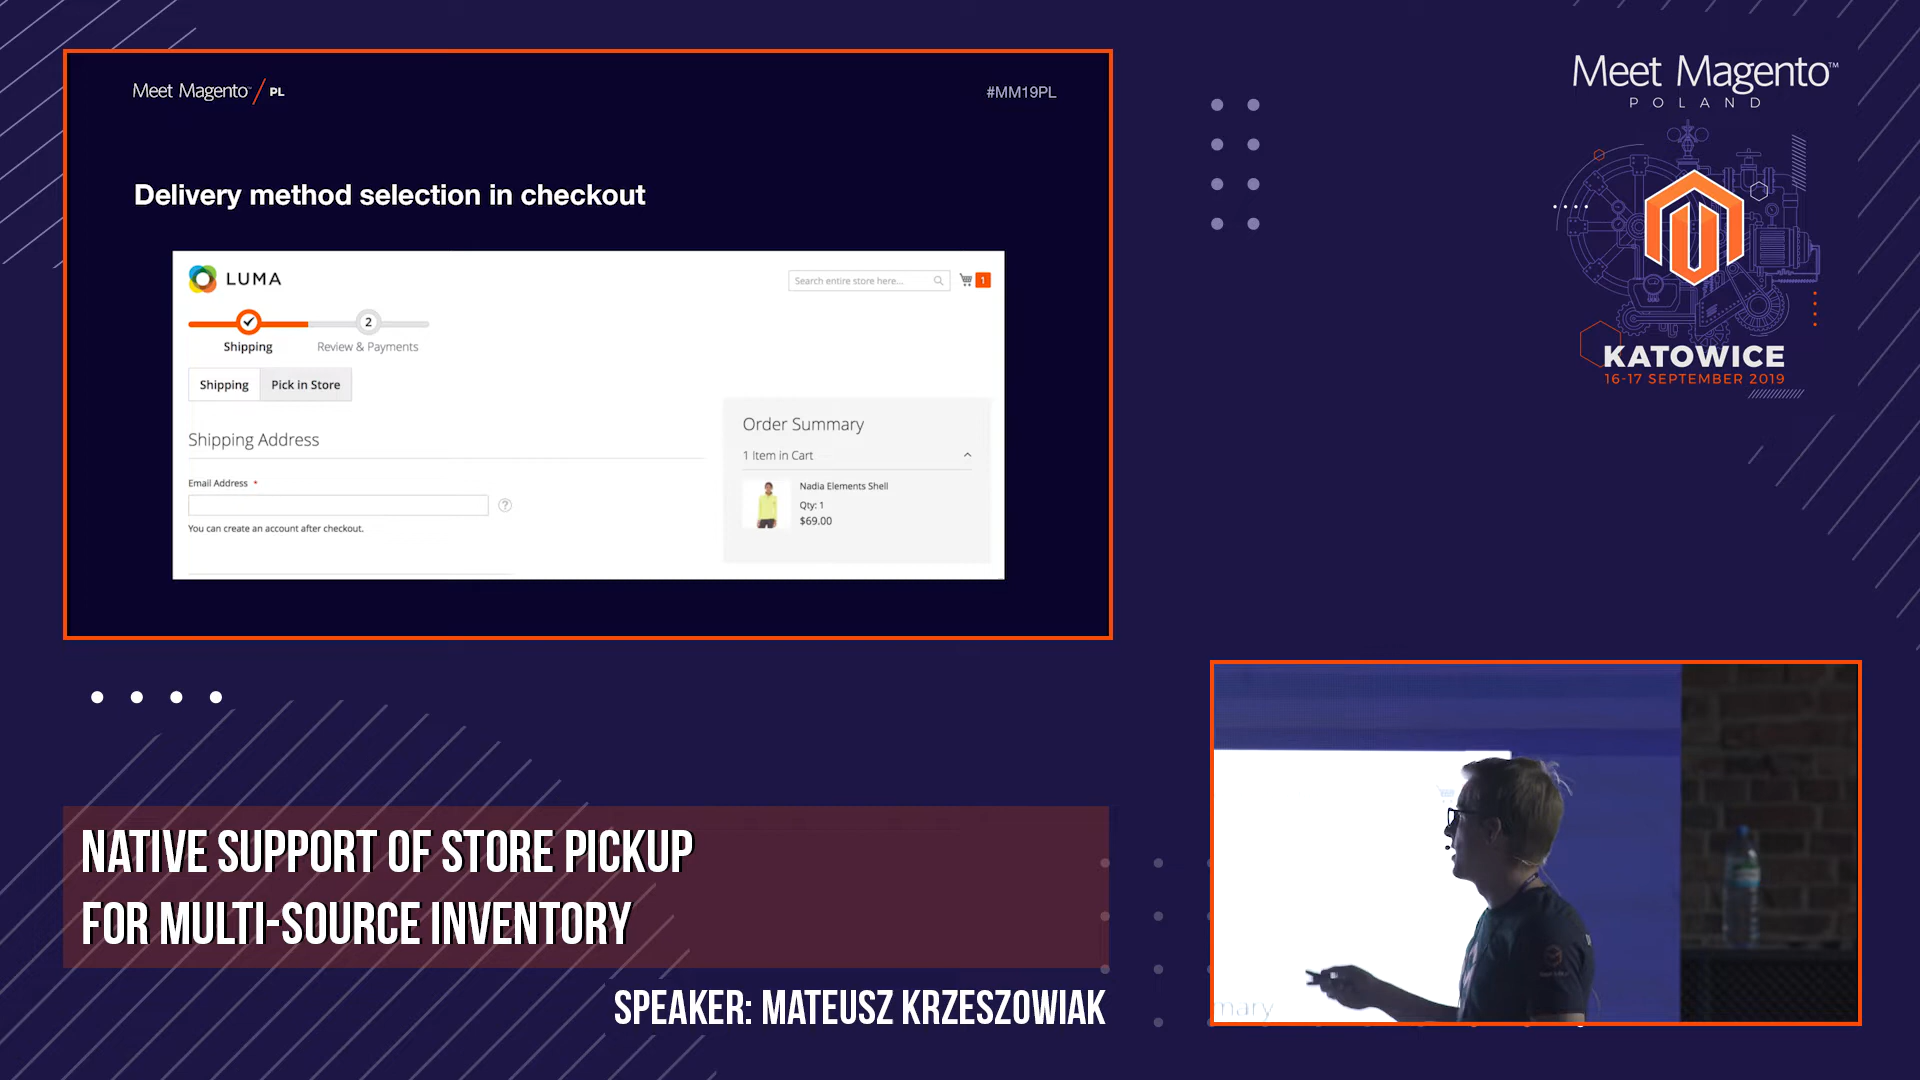 Meet Magento PL
#MM19PL
Delivery method selection in checkout
LUMA
Search entire store here...
1
2
Shipping
Review & Payments
Shipping
Pick in Store
Shipping Address
Email Address *
?
You can create an account after checkout.
Order Summary
1 Item in Cart
Nadia Elements Shell
Qty: 1
$69.00
Meet Magento™
POLAND
KATOWICE
16-17 SEPTEMBER 2019
NATIVE SUPPORT OF STORE PICKUP
FOR MULTI-SOURCE INVENTORY
SPEAKER: MATEUSZ KRZESZOWIAK
mary